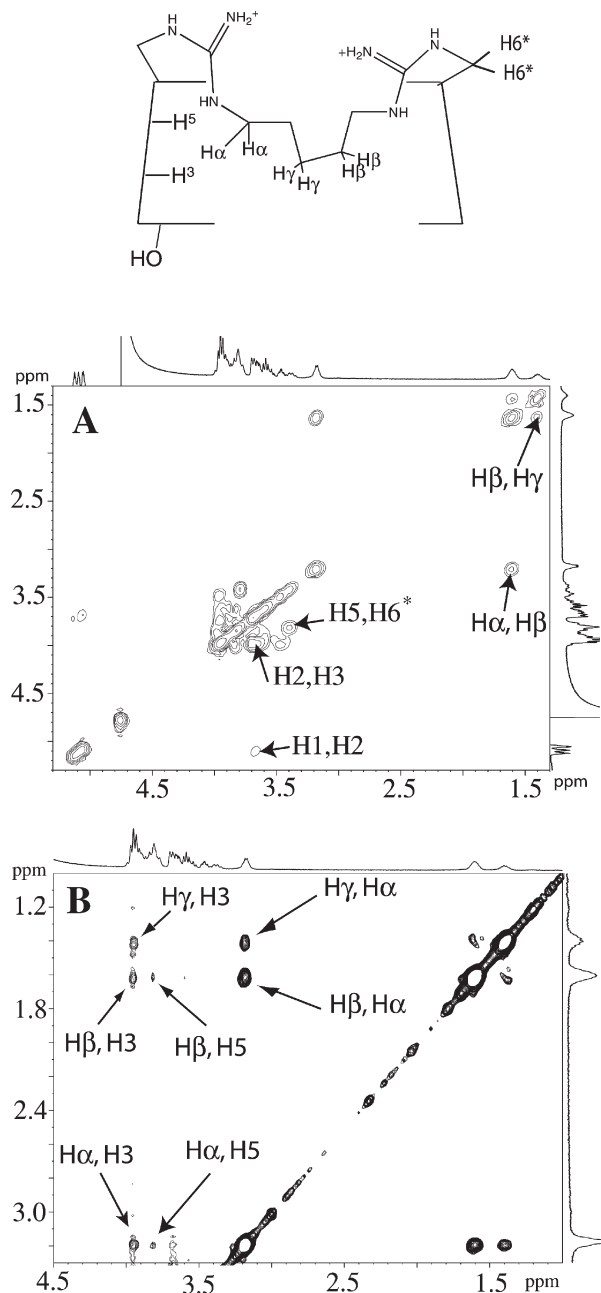 H
N
NH2+
H
N
+H2N
H6*
H6*
NH
NH
H5
Hα Hα
Hγ Hγ
Hβ Hβ
H3
HO
ppm
A
1.5
2.5
3.5
4.5
Hβ, Hγ
Hα, Hβ
H5,H6*
H2,H3
H1,H2
4.5 3.5 2.5 1.5 ppm
ppm
B
1.2
1.8
2.4
3.0
Hγ, H3
Hγ, Hα
Hβ, H3
Hβ, H5
Hβ, Hα
Hα, H3
Hα, H5
4.5 3.5 2.5 1.5 ppm